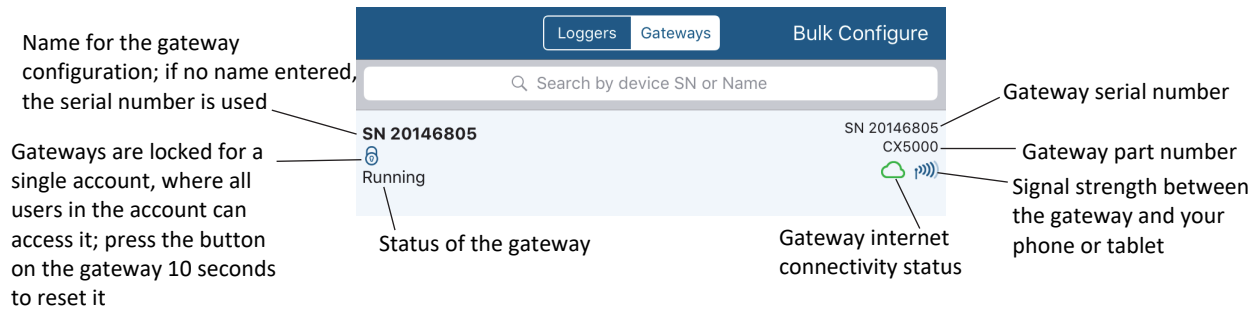 Loggers
Gateways
Bulk Configure
Search by device SN or Name
Name for the gateway
configuration; if no name entered,
the serial number is used
SN 20146805
Running
SN 20146805
CX5000
Gateway serial number
Gateway part number
Gateways are locked for a
single account, where all
users in the account can
access it; press the button
on the gateway 10 seconds
to reset it
Status of the gateway
Gateway internet
connectivity status
Signal strength between
the gateway and your
phone or tablet